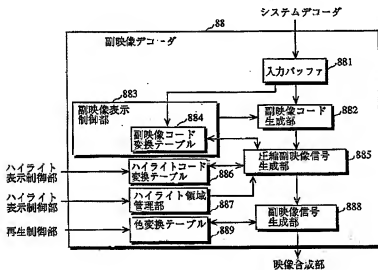 システムデコーダ
88
副映像デコーダ
881
入力バッファ
883
副映像表示
制御部
884
副映像コード
変換テーブル
副映像コード
生成部
882
圧縮副映像信号
生成部
885
ハイライト
表示制御部
ハイライトコード
変換テーブル
886
ハイライト
表示制御部
ハイライト領域
管理部
887
副映像信号
生成部
888
再生制御部
色変換テーブル
889
映像合成部